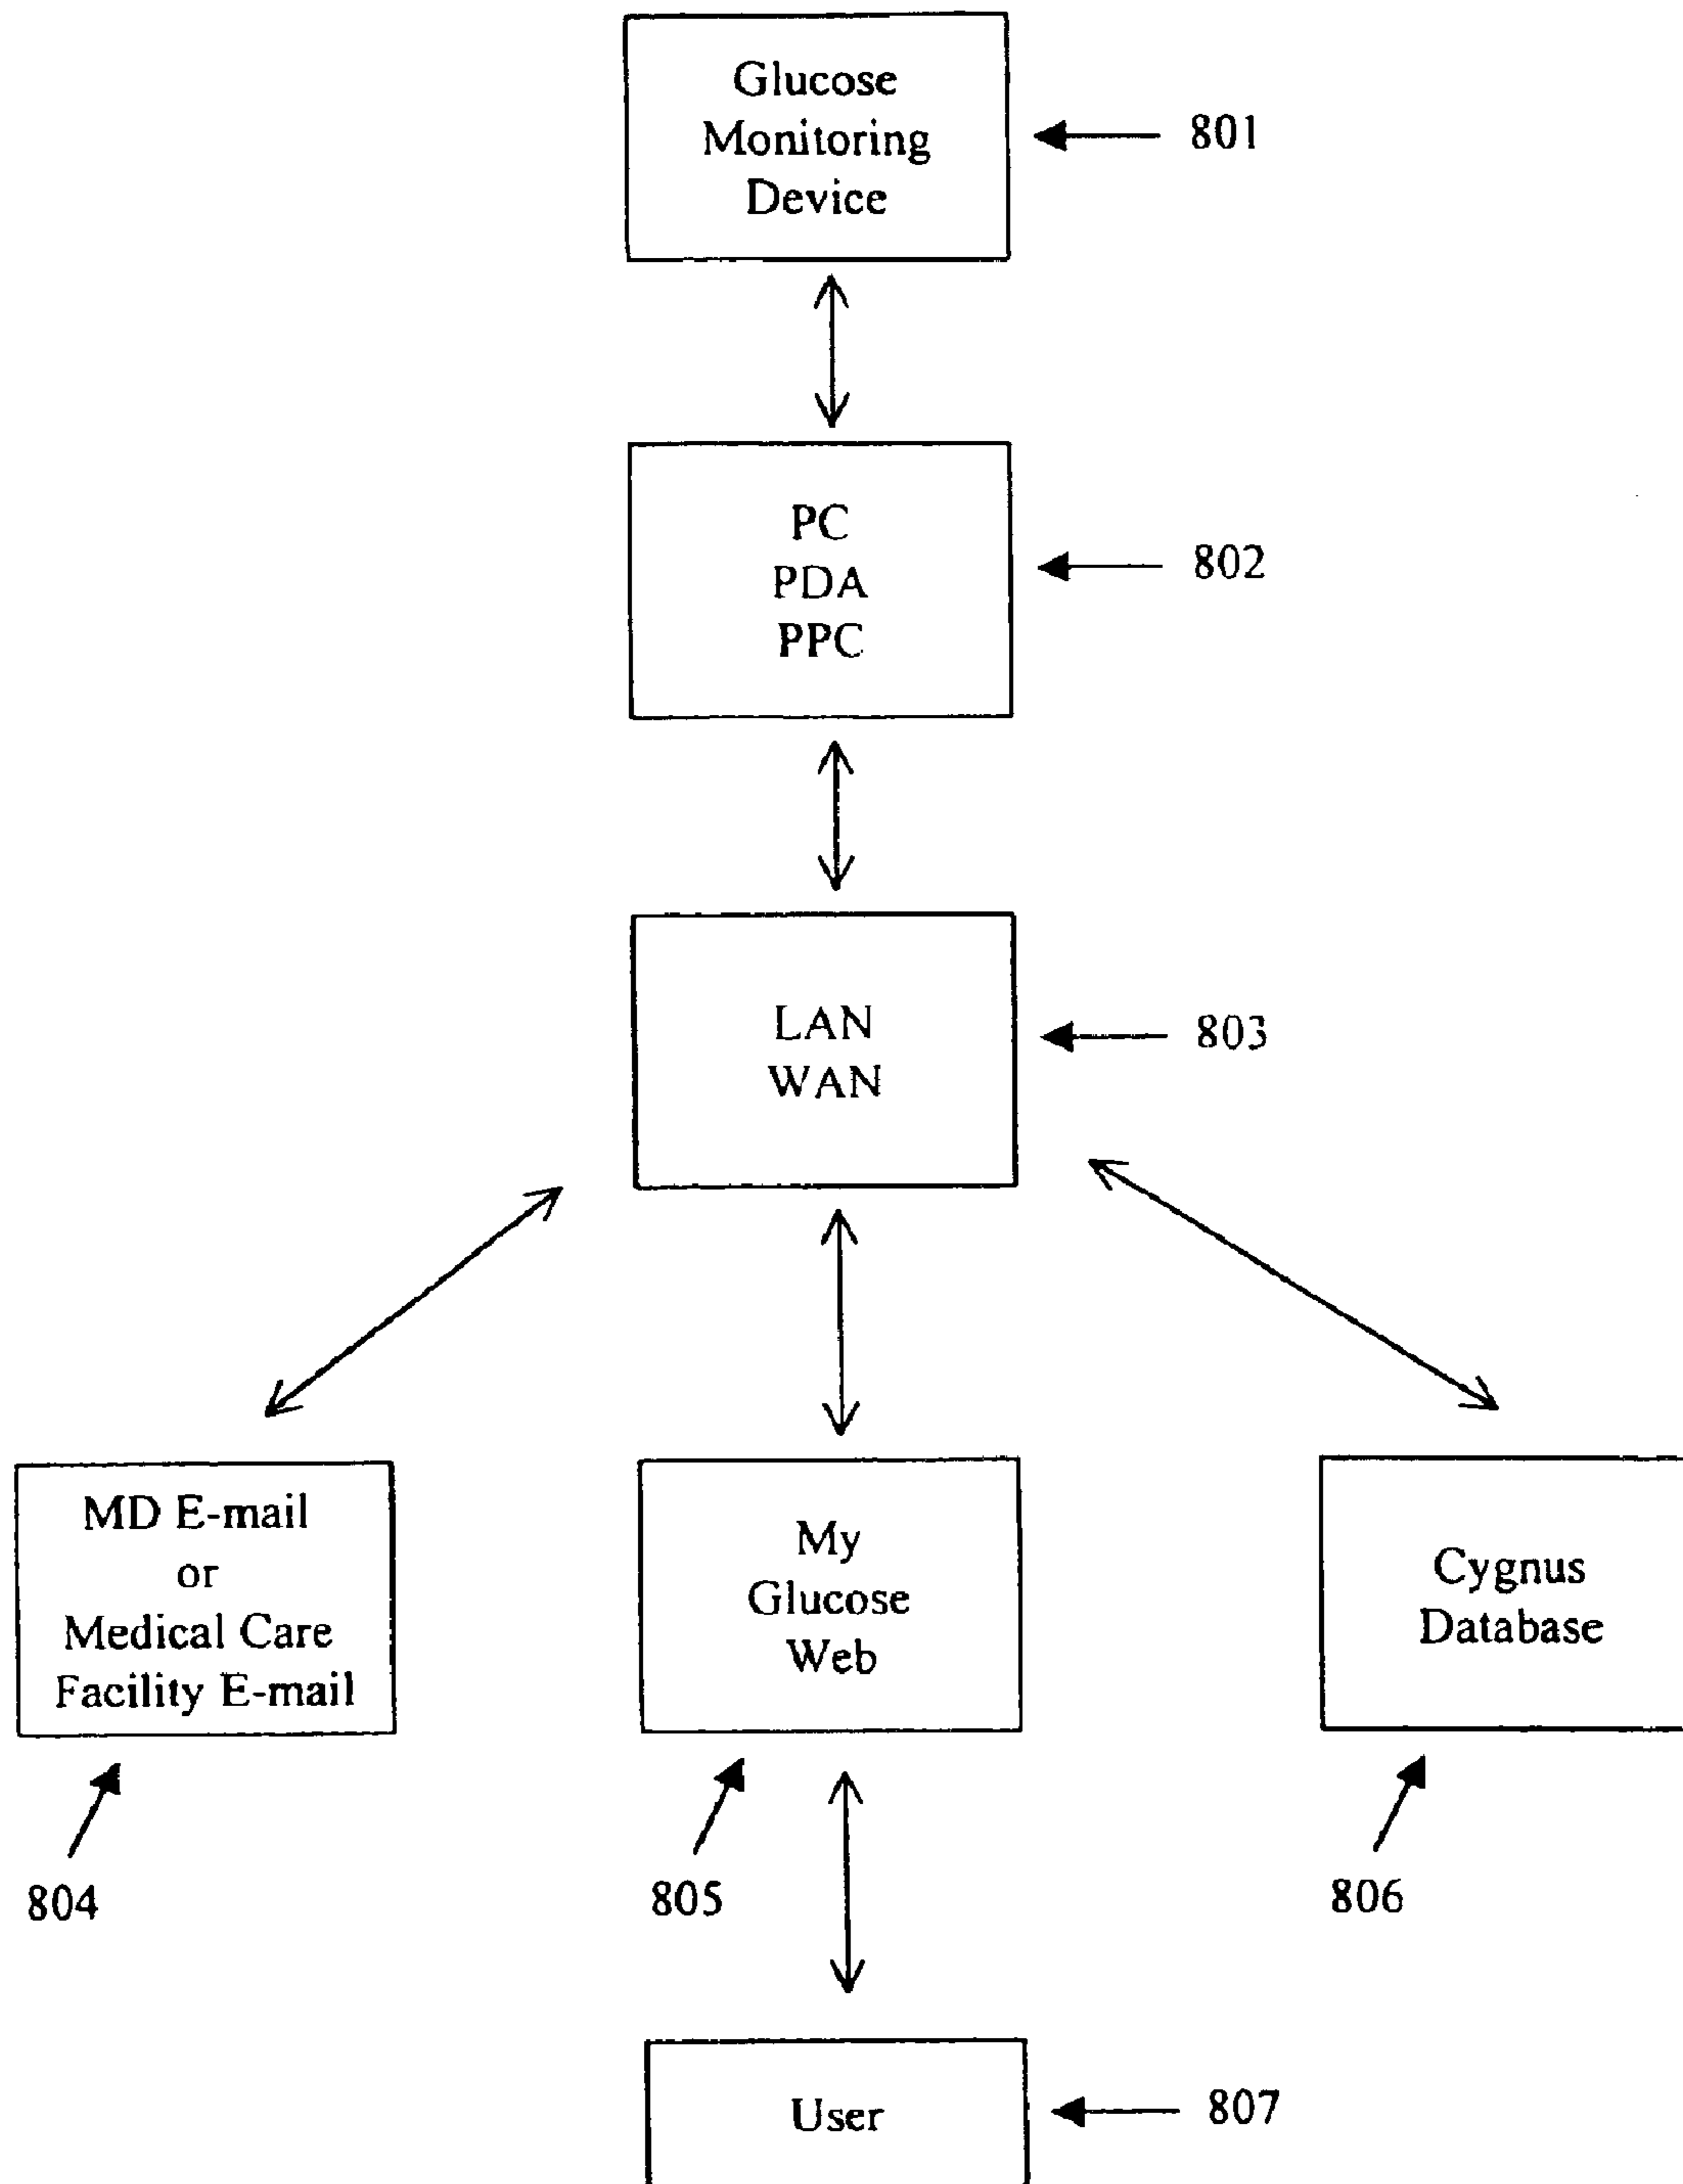 Glucose
Monitoring
Device
801
PC
PDA
PPC
802
LAN
WAN
803
MD E-mail
or
Medical Care
Facility E-mail
804
My
Glucose
Web
805
Cygnus
Database
806
User
807